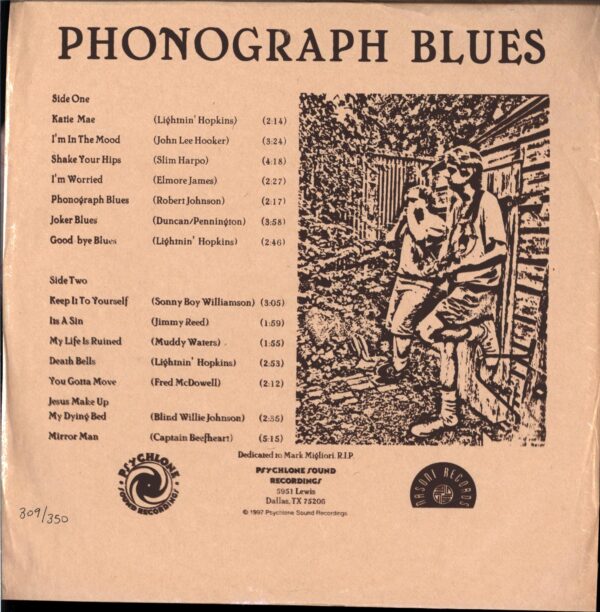 PHONOGRAPH BLUES
Side One
Katie Mae (Lightnin' Hopkins) (2:14)
I'm In The Mood (John Lee Hooker) (3:24)
Shake Your Hips (Slim Harpo) (4:18)
I'm Worried (Elmore James) (2:27)
Phonograph Blues (Robert Johnson) (2:17)
Joker Blues (Duncan/Pennington) (3:58)
Good bye Blues (Lightnin' Hopkins) (2:46)
Side Two
Keep It To Yourself (Sonny Boy Williamson) (3:05)
Its A Sin (Jimmy Reed) (1:59)
My Life Is Ruined (Muddy Waters) (1:55)
Death Bells (Lightnin' Hopkins) (2:53)
You Gotta Move (Fred McDowell) (2:12)
Jesus Make Up
My Dying Bed (Blind Willie Johnson) (2:35)
Mirror Man (Captain Beefheart) (5:15)
Dedicated to Mark Migliori. R.I.P.
PSYCHLONE
SOUND RECORDINGS
PSYCHLONE SOUND
RECORDINGS
5951 Lewis
Dallas, TX 75206
© 1997 Psychlone Sound Recordings
NASONI RECORDS
309/350